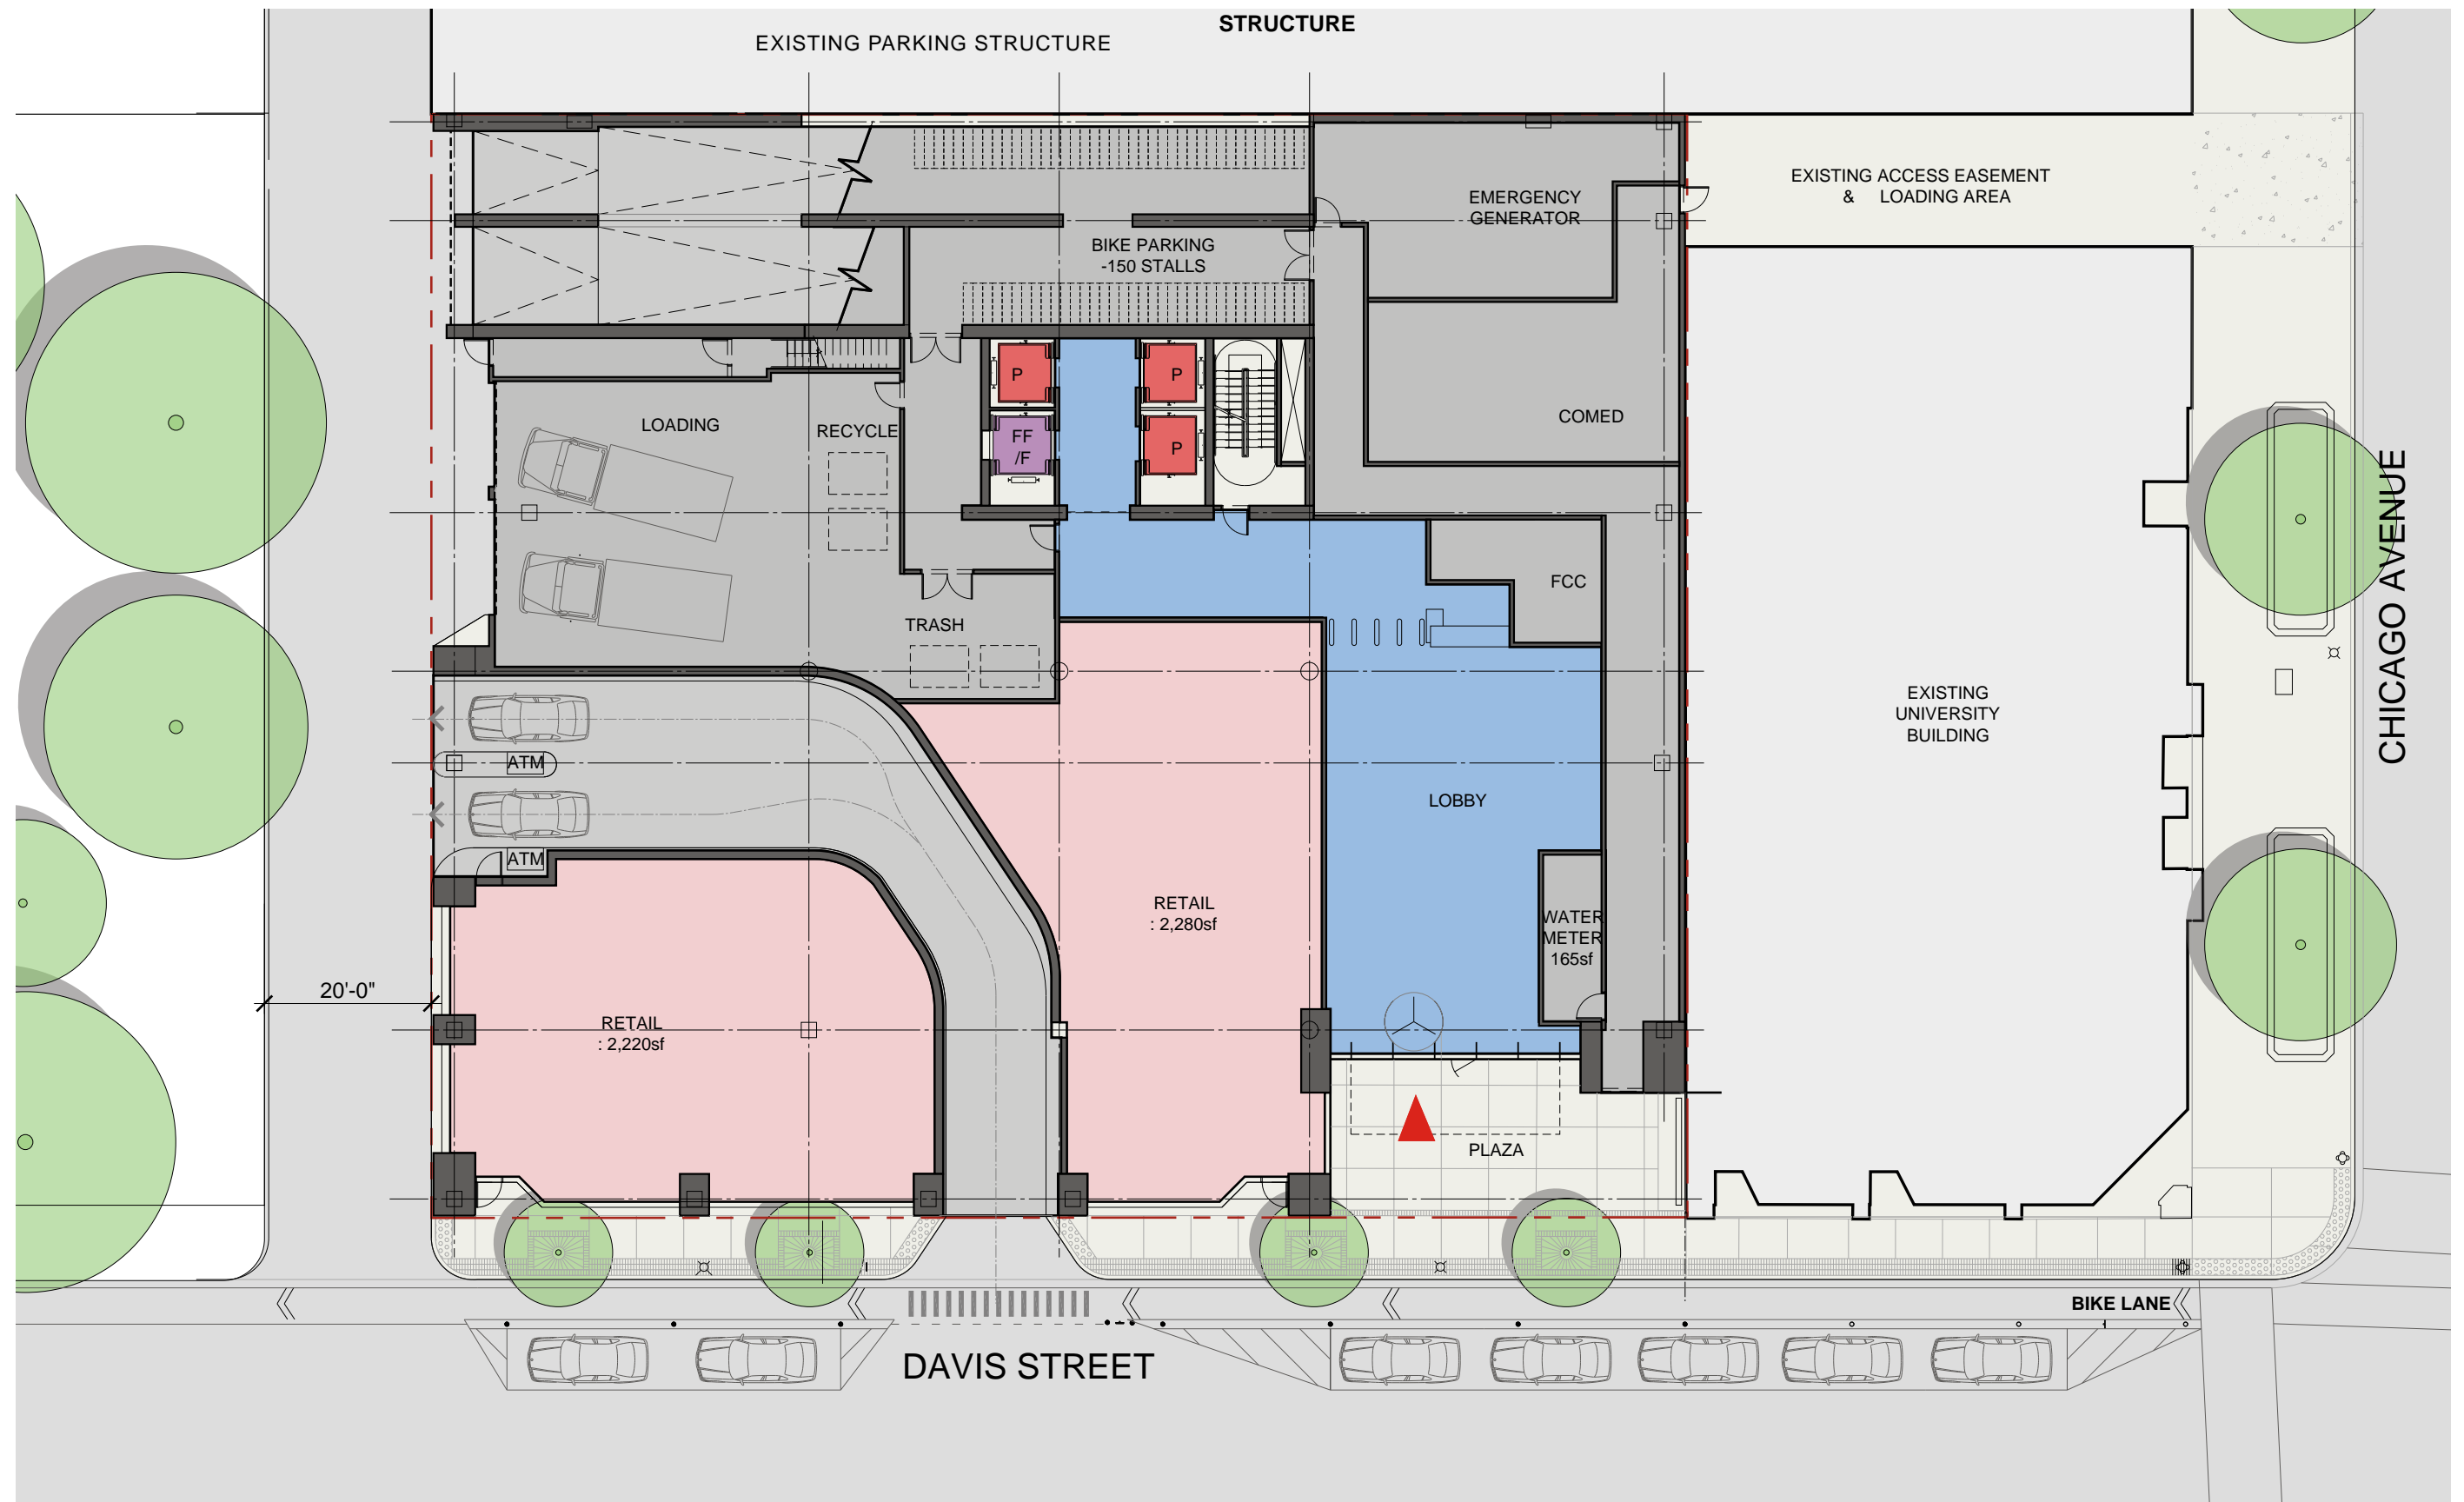 STRUCTURE
EXISTING PARKING STRUCTURE
EXISTING ACCESS EASEMENT
& LOADING AREA
EMERGENCY
GENERATOR
BIKE PARKING
-150 STALLS
P
P
FF
/F
P
LOADING
RECYCLE
COMED
FCC
TRASH
ATM
ATM
LOBBY
EXISTING
UNIVERSITY
BUILDING
CHICAGO AVENUE
RETAIL
: 2,280sf
WATER
METER
165sf
20'-0"
RETAIL
: 2,220sf
PLAZA
BIKE LANE
DAVIS STREET